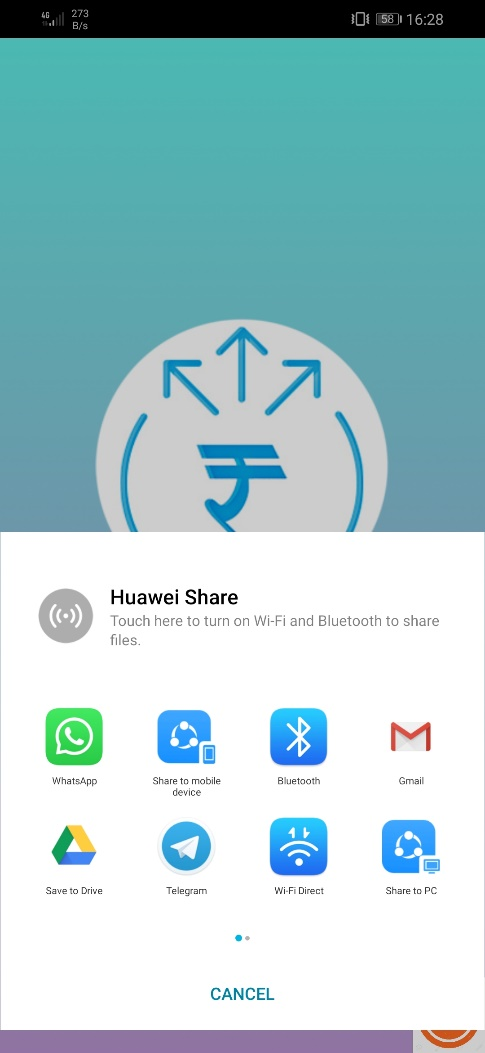 4G
273
B/s
58
16:28
₹
Huawei Share
Touch here to turn on Wi-Fi and Bluetooth to share
files.
WhatsApp
Share to mobile
device
Bluetooth
Gmail
Save to Drive
Telegram
Wi-Fi Direct
Share to PC
CANCEL